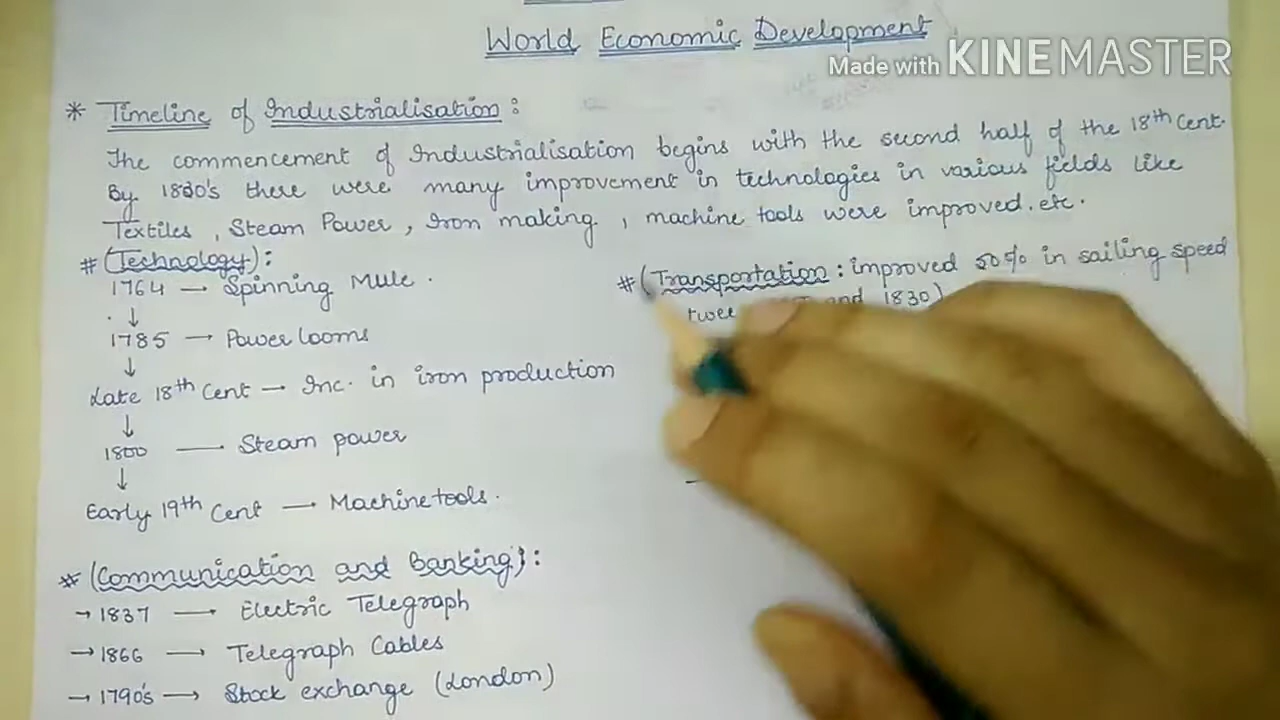 World Economic Development
Made with KINEMASTER
* Timeline of Industrialisation :
The commencement of Industrialisation begins with the second half of the 18th Cent.
By 1800's there were many improvement in technologies in various fields like
Textiles , Steam Power , Iron making , machine tools were improved . etc .
# (Technology) :
1764 → Spinning Mule .
↓
1785 → Power looms
↓
Late 18th Cent → Inc. in iron production
↓
1800 → Steam power
↓
Early 19th Cent → Machine tools .
# (Transportation : improved 50% in sailing speed
and 1830)
# (Communication and Banking) :
→ 1837 → Electric Telegraph
→ 1866 → Telegraph Cables
→ 1790's → Stock exchange (London)